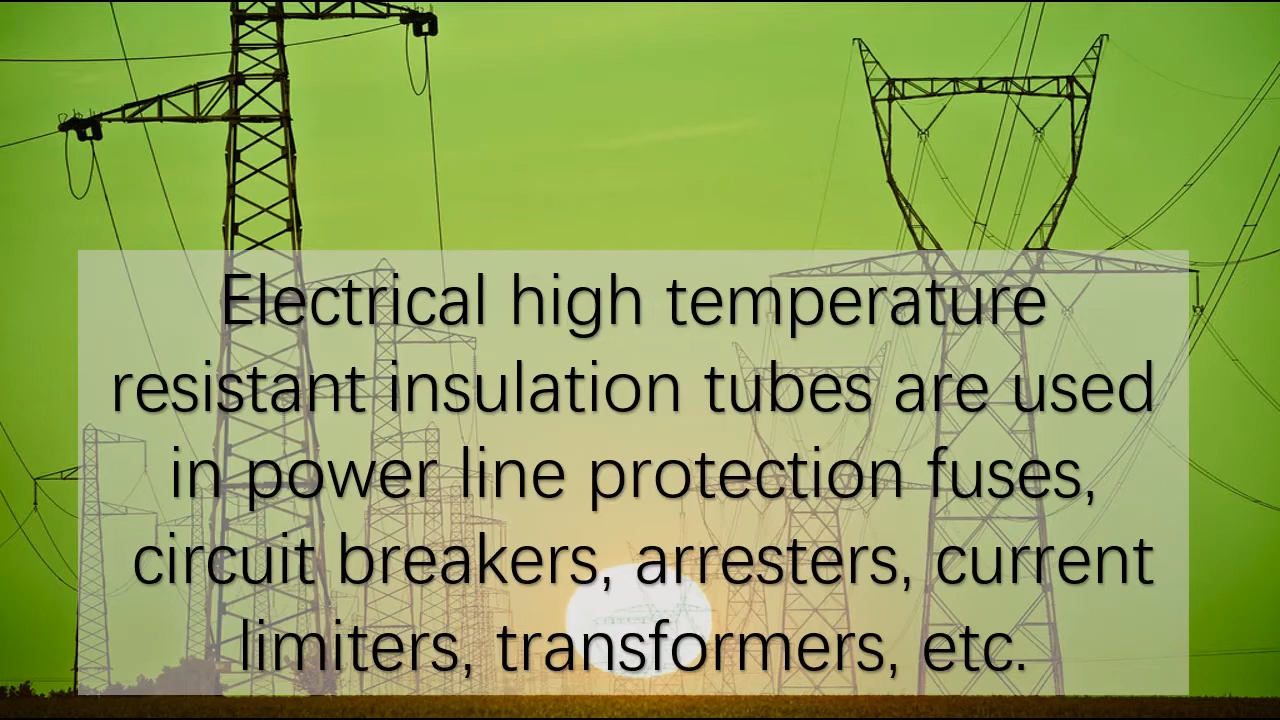 Electrical high temperature
resistant insulation tubes are used
in power line protection fuses,
circuit breakers, arresters, current
limiters, transformers, etc.